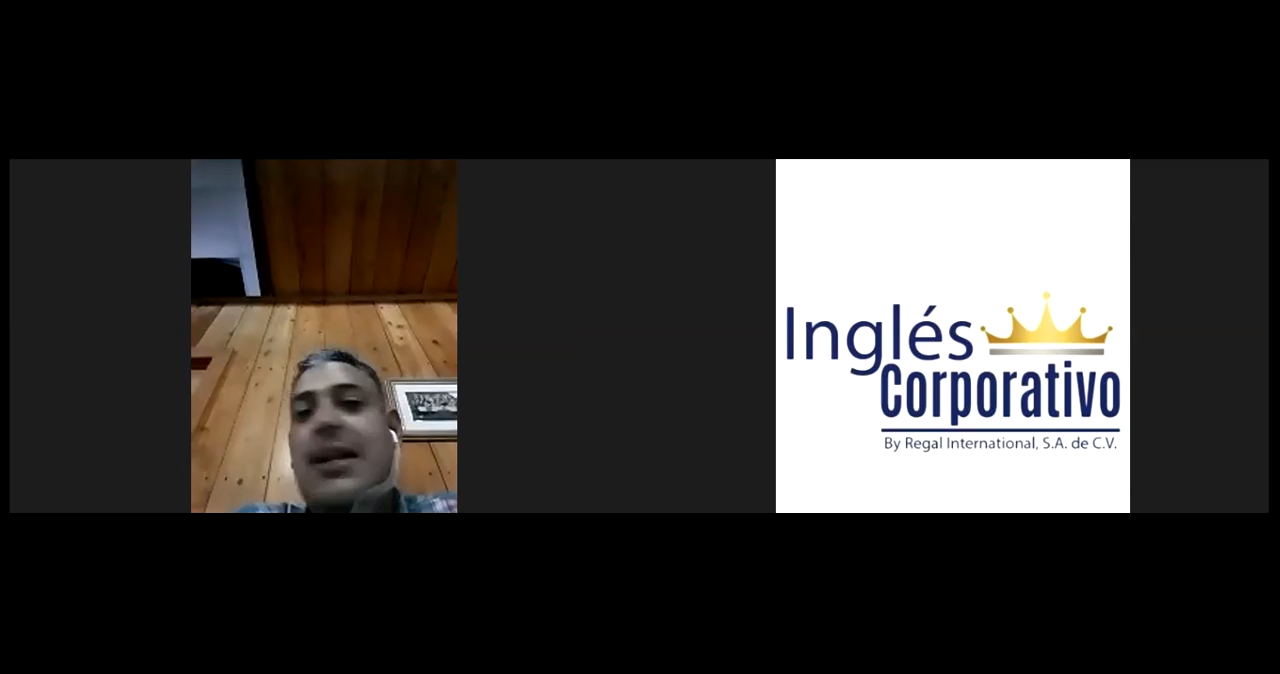 Inglés
Corporativo
By Regal International, S.A. de C.V.